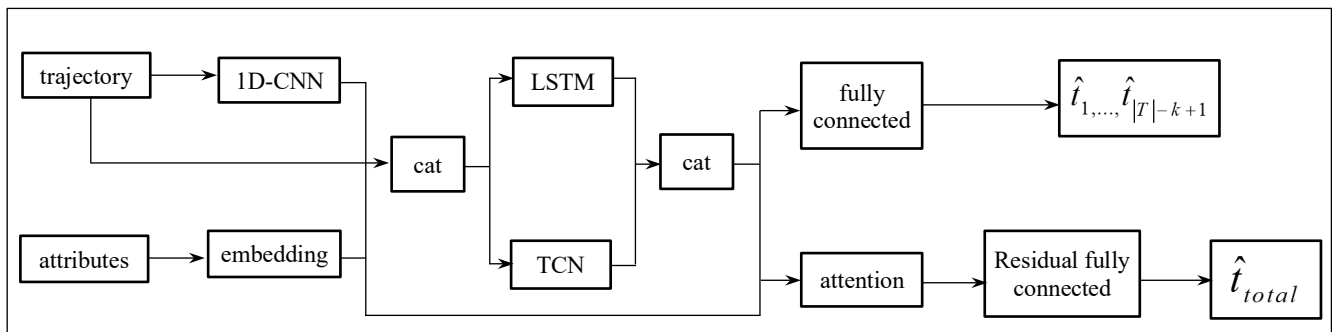 trajectory
1D-CNN
LSTM
fully
connected
t̂₁,...,t̂|T|−k+1
cat
cat
attributes
embedding
TCN
attention
Residual fully
connected
t̂total